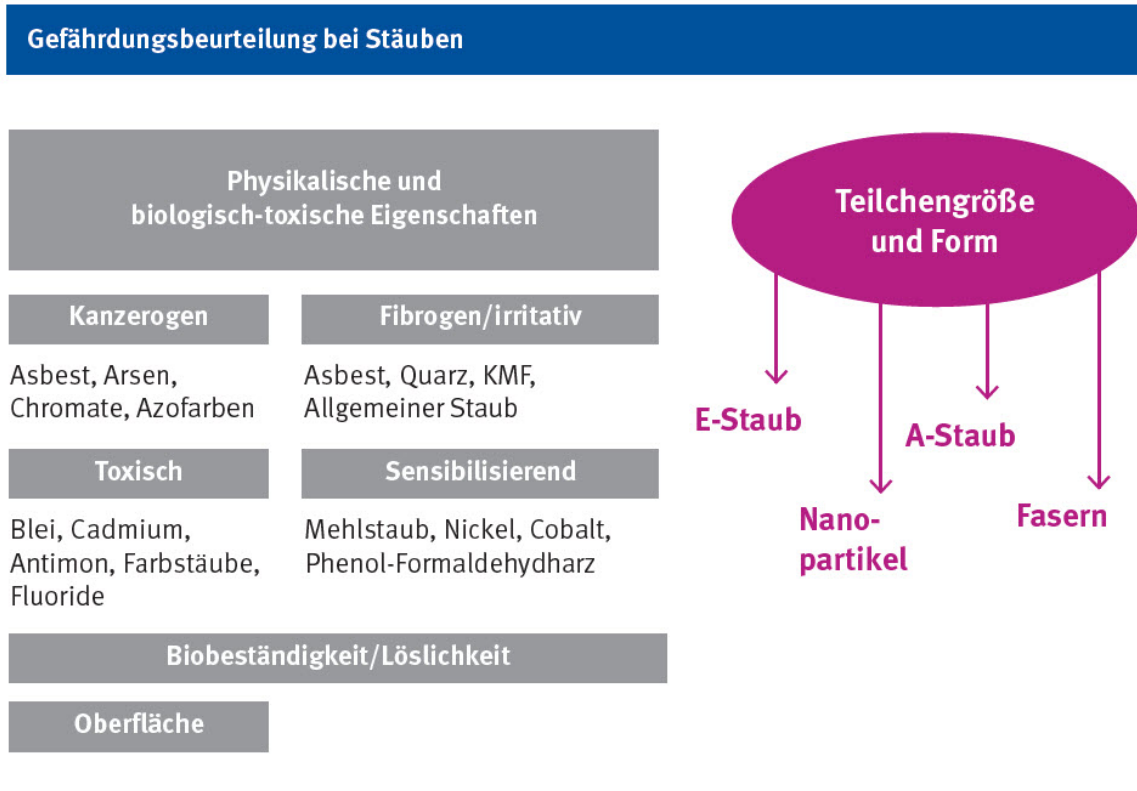 Gefährdungsbeurteilung bei Stäuben
Physikalische und
biologisch-toxische Eigenschaften
Kanzerogen
Asbest, Arsen,
Chromate, Azofarben
Fibrogen/irritativ
Asbest, Quarz, KMF,
Allgemeiner Staub
Toxisch
Blei, Cadmium,
Antimon, Farbstäube,
Fluoride
Sensibilisierend
Mehlstaub, Nickel, Cobalt,
Phenol-Formaldehydharz
Biobeständigkeit/Löslichkeit
Oberfläche
Teilchengröße
und Form
E-Staub
Nano-
partikel
A-Staub
Fasern